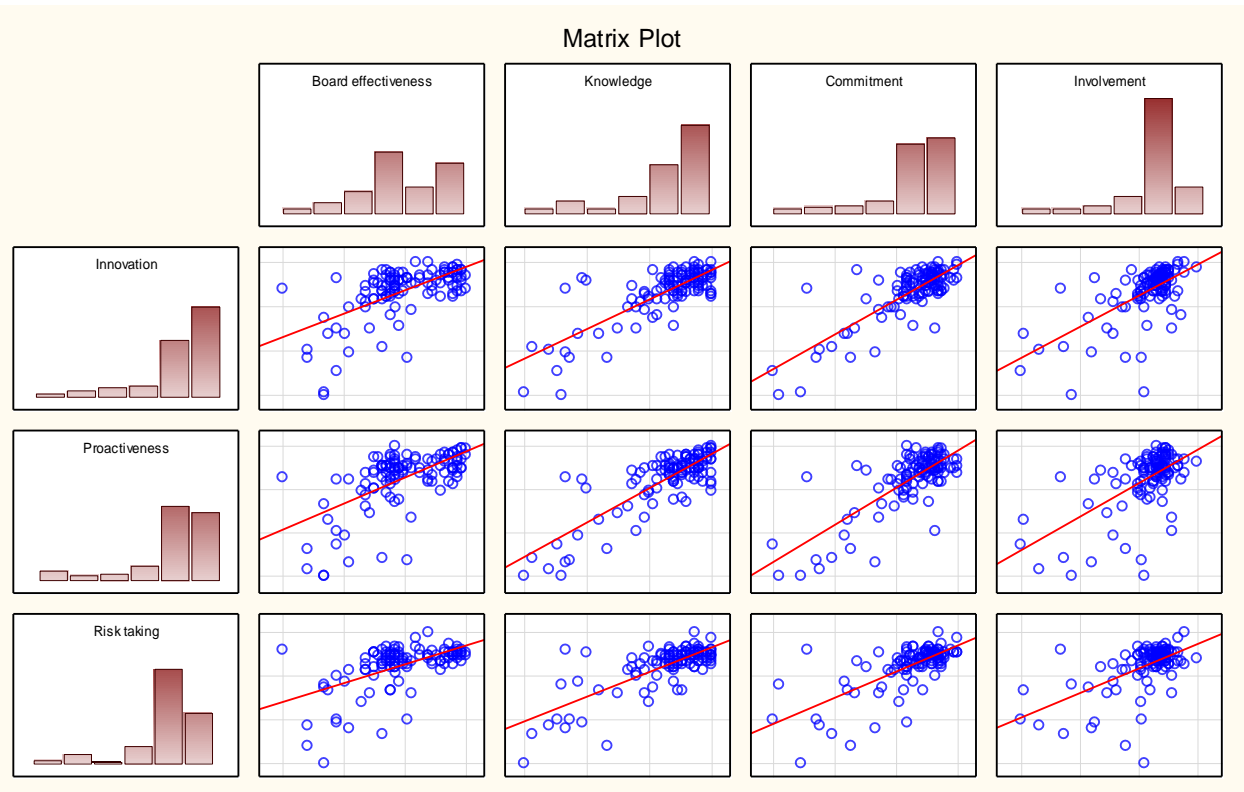 Matrix Plot
Board effectiveness
Knowledge
Commitment
Involvement
Innovation
Proactiveness
Risk taking